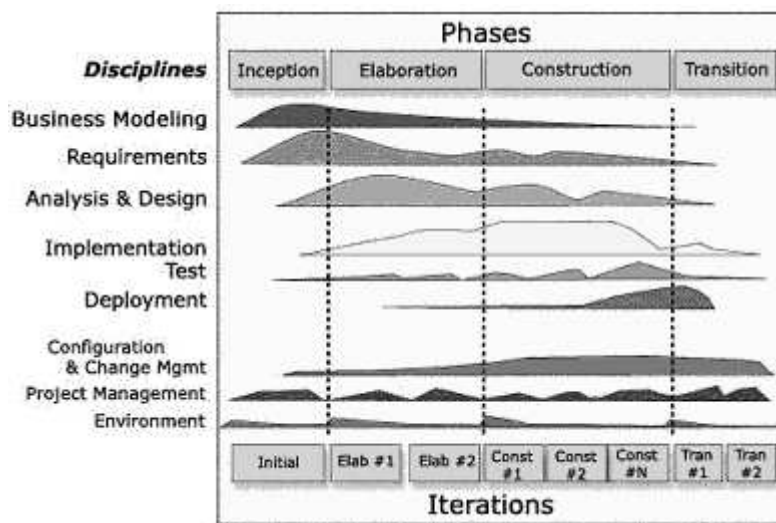 Phases
Disciplines Inception Elaboration Construction Transition
Business Modeling
Requirements
Analysis & Design
Implementation
Test
Deployment
Configuration
& Change Mgmt
Project Management
Environment
Initial Elab #1 Elab #2 Const #1 Const #2 Const #N Tran #1 Tran #2
Iterations